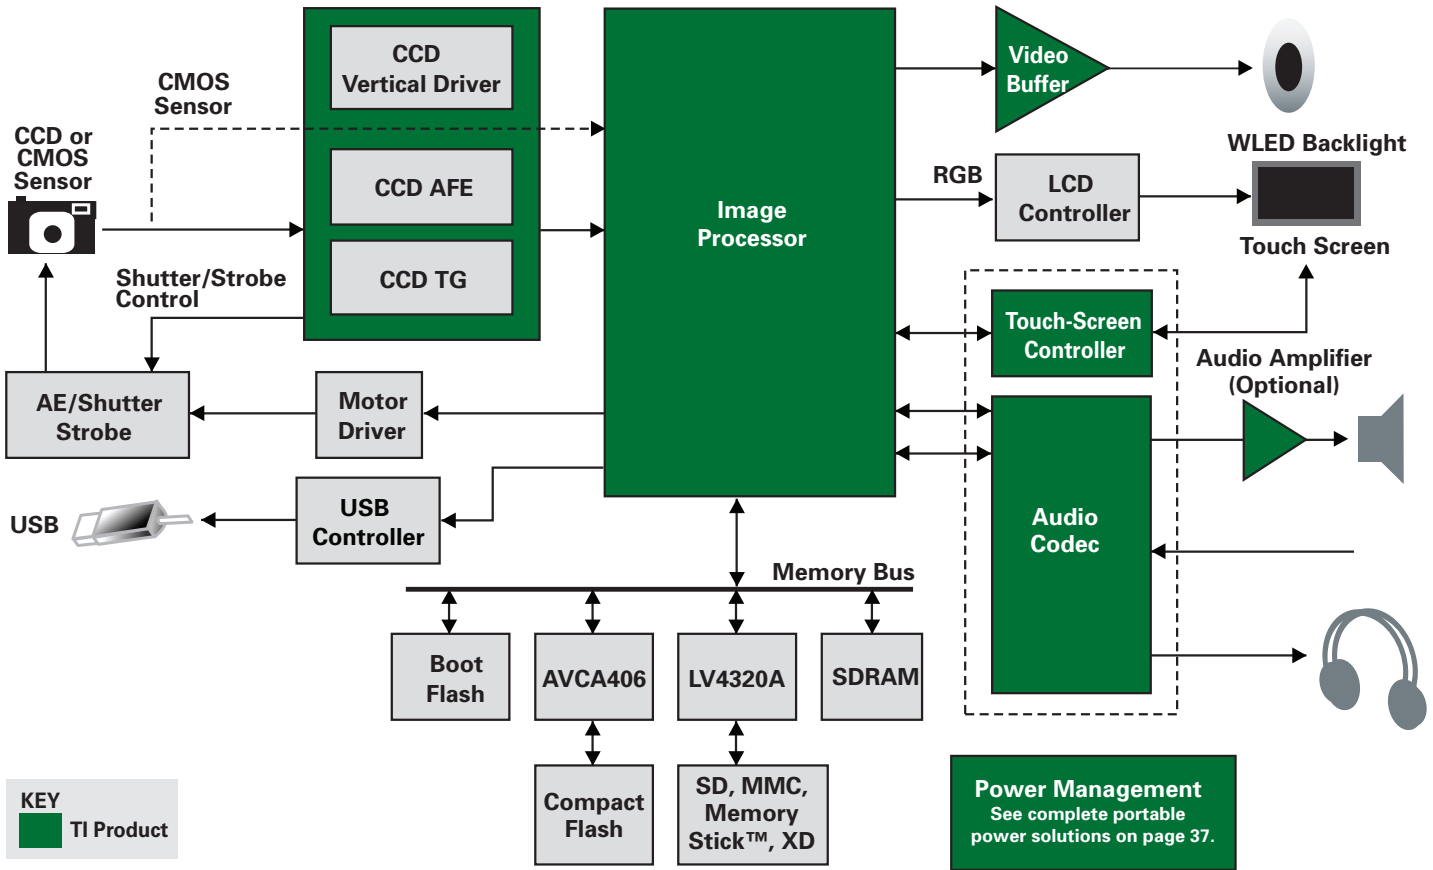 CCD
Vertical Driver
CMOS
Sensor
CCD or
CMOS
Sensor
CCD AFE
CCD TG
Shutter/Strobe
Control
AE/Shutter
Strobe
Motor
Driver
USB
USB
Controller
Image
Processor
Video
Buffer
WLED Backlight
RGB
LCD
Controller
Touch Screen
Touch-Screen
Controller
Audio Amplifier
(Optional)
Audio
Codec
Memory Bus
Boot
Flash
AVCA406
LV4320A
SDRAM
Compact
Flash
SD, MMC,
Memory
Stick™, XD
Power Management
See complete portable
power solutions on page 37.
KEY
TI Product